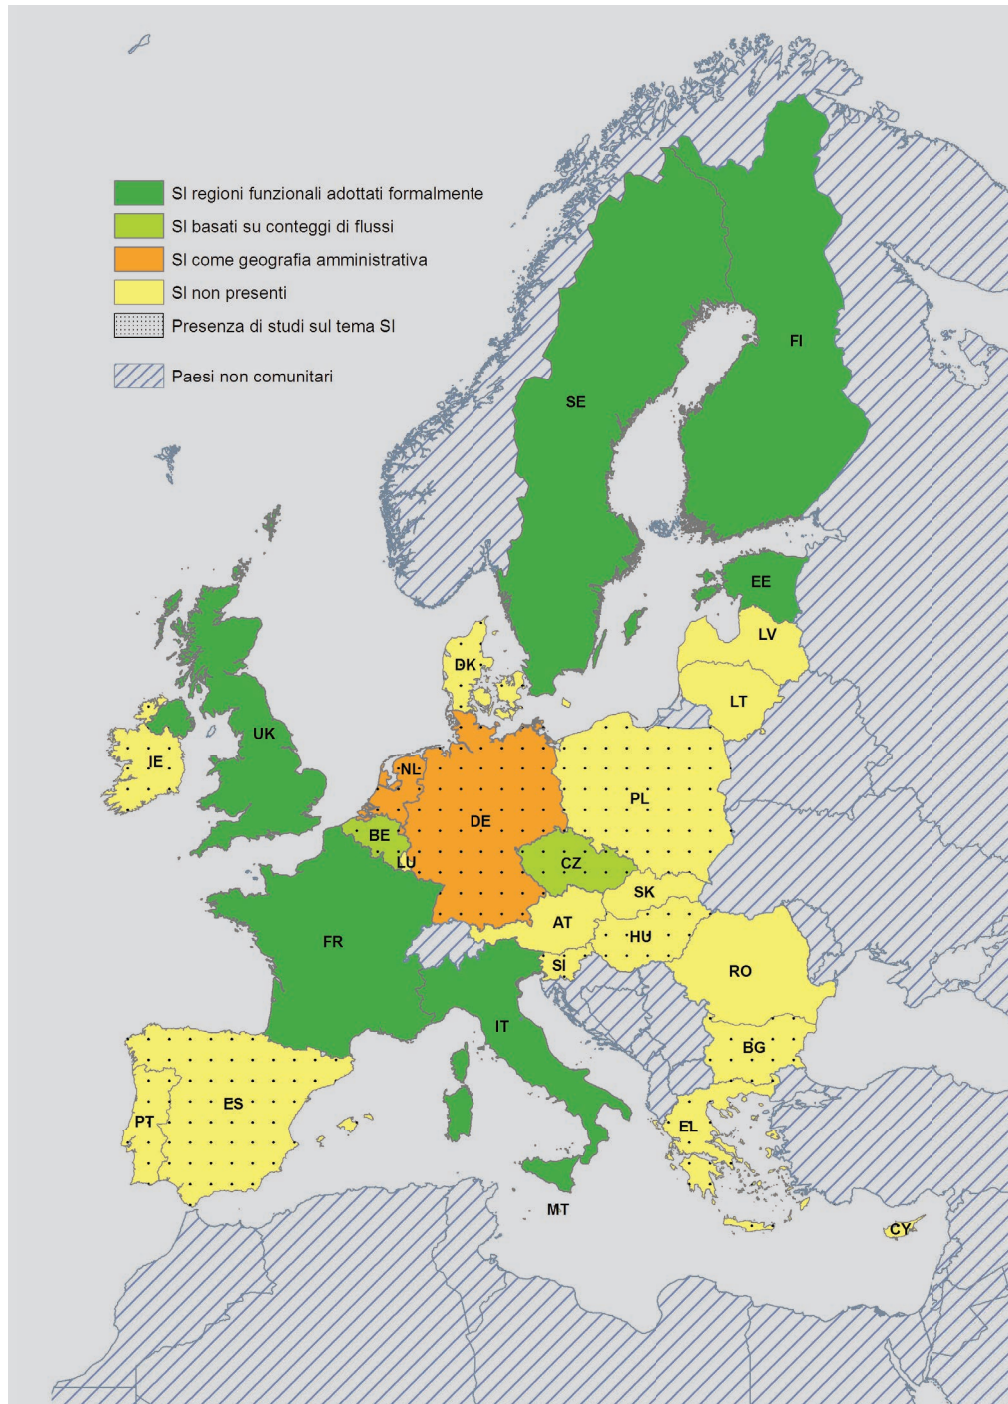 SI regioni funzionali adottati formalmente
SI basati su conteggi di flussi
SI come geografia amministrativa
SI non presenti
Presenza di studi sul tema SI
Paesi non comunitari
FI
SE
EE
LV
DK
LT
UK
IE
NL
PL
DE
BE
LU
CZ
SK
AT
HU
FR
SI
RO
IT
BG
ES
PT
EL
MT
CY